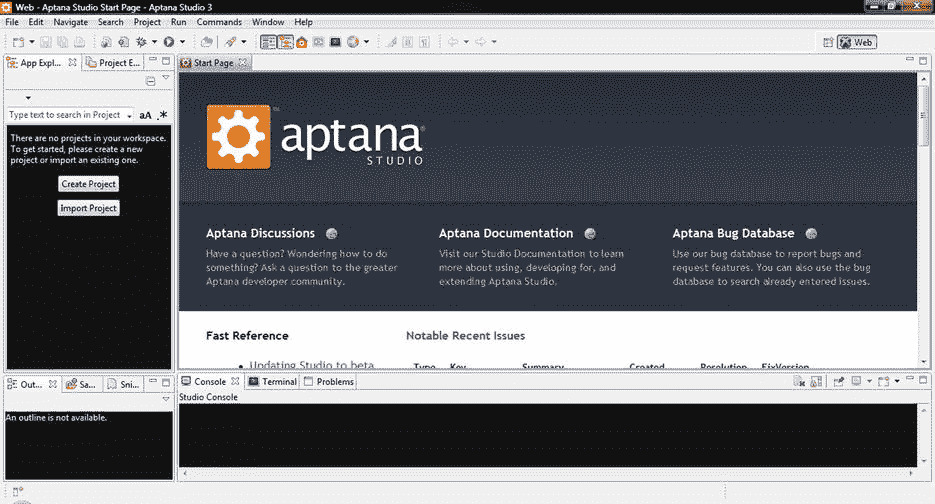 Web - Aptana Studio Start Page - Aptana Studio 3
File Edit Navigate Search Project Run Commands Window Help
Web
App Expl...
Project E...
Start Page
Type text to search in Project
aA .*
There are no projects in your workspace.
To get started, please create a new
project or import an existing one.
Create Project
Import Project
aptana
STUDIO
Aptana Discussions
Have a question? Wondering how to do
something? Ask a question to the greater
Aptana developer community.
Aptana Documentation
Visit our Studio Documentation to learn
more about using, developing for, and
extending Aptana Studio.
Aptana Bug Database
Use our bug database to report bugs and
request features. You can also use the bug
database to search already entered issues.
Fast Reference
Updating Studio to beta
Notable Recent Issues
Type Key Summary Created Resolution FixVersion
Out...
Sa...
Sni...
An outline is not available.
Console
Terminal
Problems
Studio Console